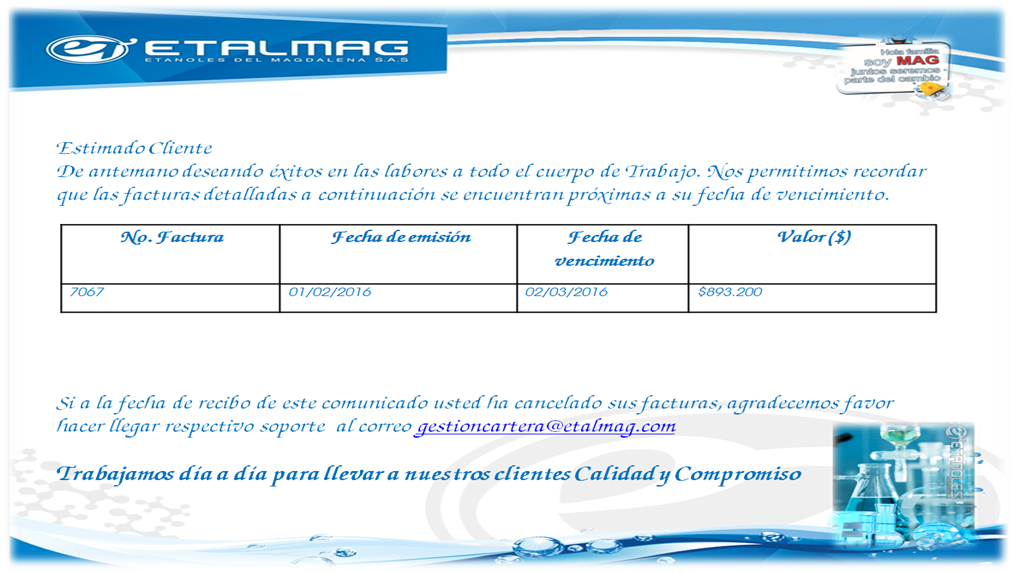 ETALMAG
ETANOLES DEL MAGDALENA S.A.S
Hola familia
soy MAG
juntos seremos
parte del cambio
Estimado Cliente
De antemano deseando éxitos en las labores a todo el cuerpo de Trabajo. Nos permitimos recordar
que las facturas detalladas a continuación se encuentran próximas a su fecha de vencimiento.
No. Factura
Fecha de emisión
Fecha de
vencimiento
Valor ($)
7067
01/02/2016
02/03/2016
$893.200
Si a la fecha de recibo de este comunicado usted ha cancelado sus facturas, agradecemos favor
hacer llegar respectivo soporte al correo gestioncartera@etalmag.com
Trabajamos día a día para llevar a nuestros clientes Calidad y Compromiso